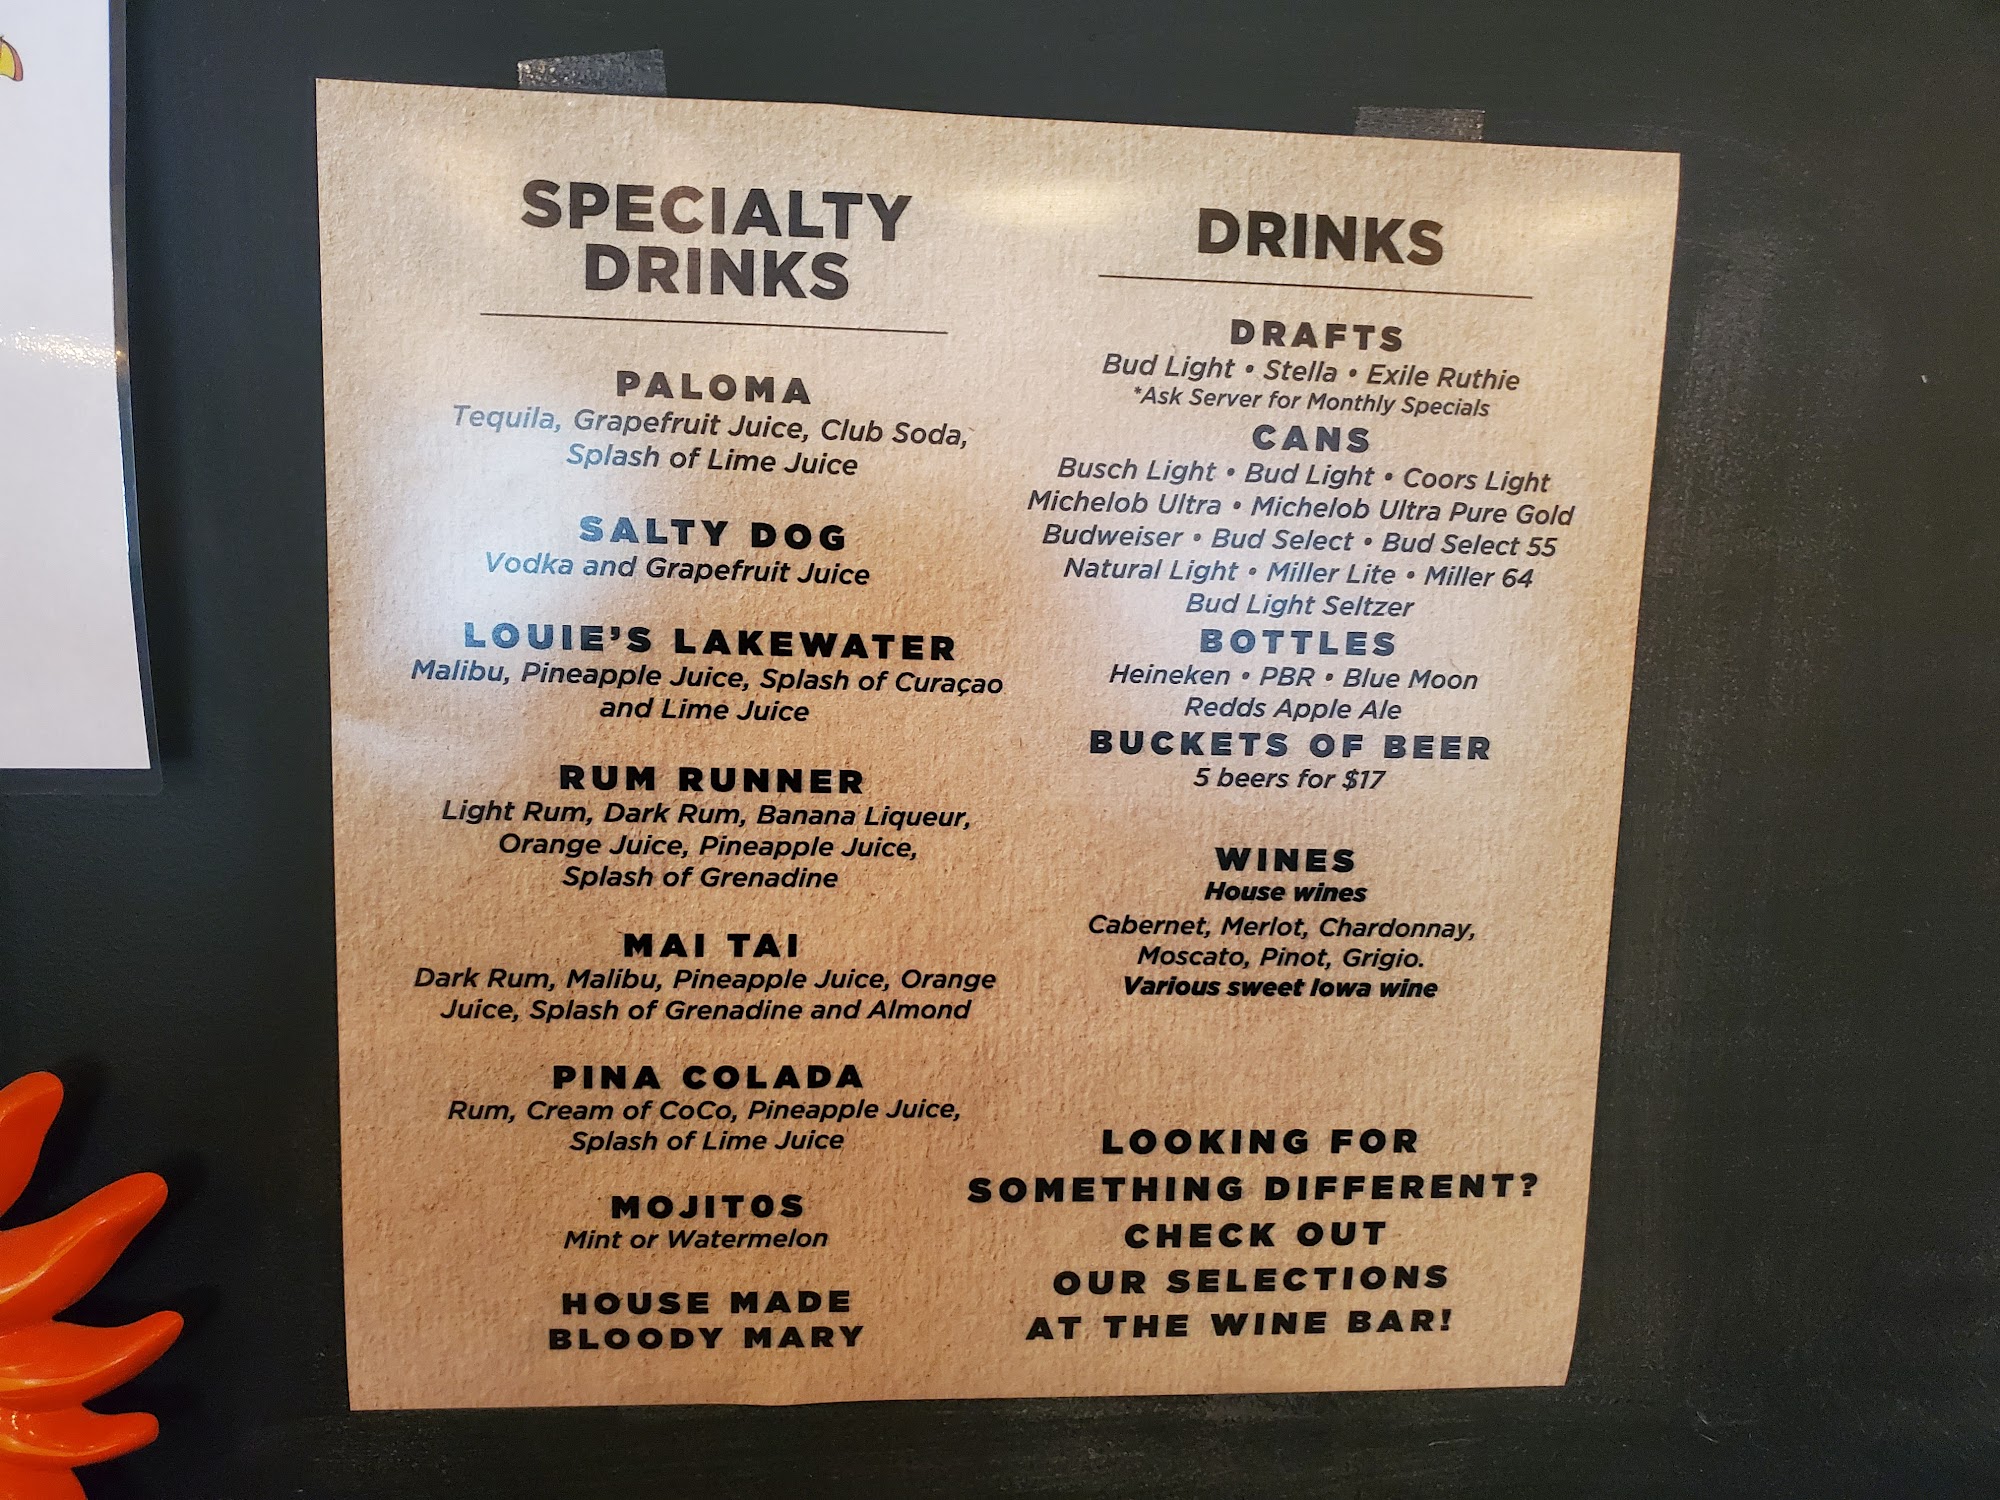 SPECIALTY
DRINKS
PALOMA
Tequila, Grapefruit Juice, Club Soda,
Splash of Lime Juice
SALTY DOG
Vodka and Grapefruit Juice
LOUIE'S LAKEWATER
Malibu, Pineapple Juice, Splash of Curaçao
and Lime Juice
RUM RUNNER
Light Rum, Dark Rum, Banana Liqueur,
Orange Juice, Pineapple Juice,
Splash of Grenadine
MAI TAI
Dark Rum, Malibu, Pineapple Juice, Orange
Juice, Splash of Grenadine and Almond
PINA COLADA
Rum, Cream of CoCo, Pineapple Juice,
Splash of Lime Juice
MOJITOS
Mint or Watermelon
HOUSE MADE
BLOODY MARY
DRINKS
DRAFTS
Bud Light • Stella • Exile Ruthie
*Ask Server for Monthly Specials
CANS
Busch Light • Bud Light • Coors Light
Michelob Ultra • Michelob Ultra Pure Gold
Budweiser • Bud Select • Bud Select 55
Natural Light • Miller Lite • Miller 64
Bud Light Seltzer
BOTTLES
Heineken • PBR • Blue Moon
Redds Apple Ale
BUCKETS OF BEER
5 beers for $17
WINES
House wines
Cabernet, Merlot, Chardonnay,
Moscato, Pinot, Grigio.
Various sweet Iowa wine
LOOKING FOR
SOMETHING DIFFERENT?
CHECK OUT
OUR SELECTIONS
AT THE WINE BAR!